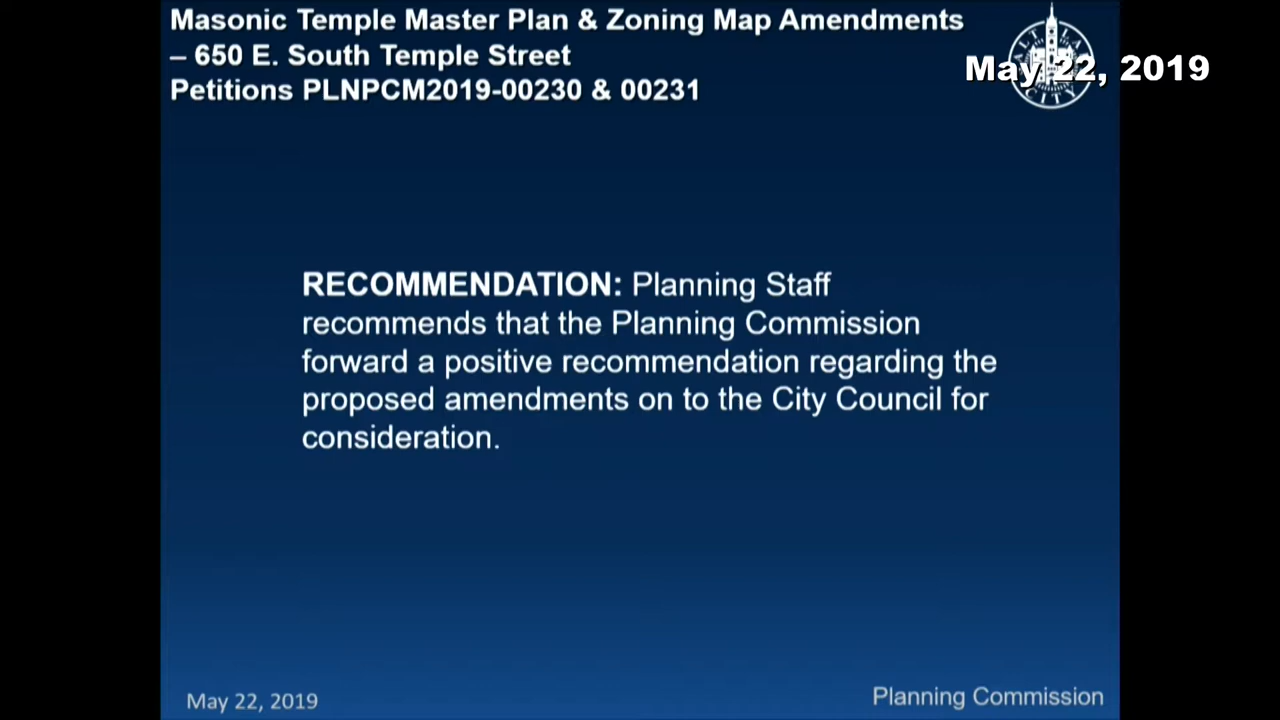 Masonic Temple Master Plan & Zoning Map Amendments
– 650 E. South Temple Street
Petitions PLNPCM2019-00230 & 00231
May 22, 2019
CITY
RECOMMENDATION: Planning Staff
recommends that the Planning Commission
forward a positive recommendation regarding the
proposed amendments on to the City Council for
consideration.
May 22, 2019
Planning Commission